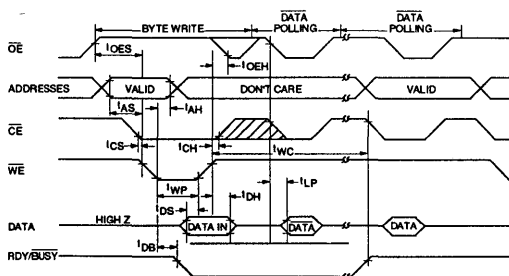 BYTE WRITE DATA POLLING DATA POLLING
OE
tOES tOEH
ADDRESSES VALID DON'T CARE VALID
tAS tAH
CE
tCS tCH tWC
WE
tWP tLP
tDS tDH
DATA HIGH Z DATA IN DATA DATA
tDB
RDY/BUSY